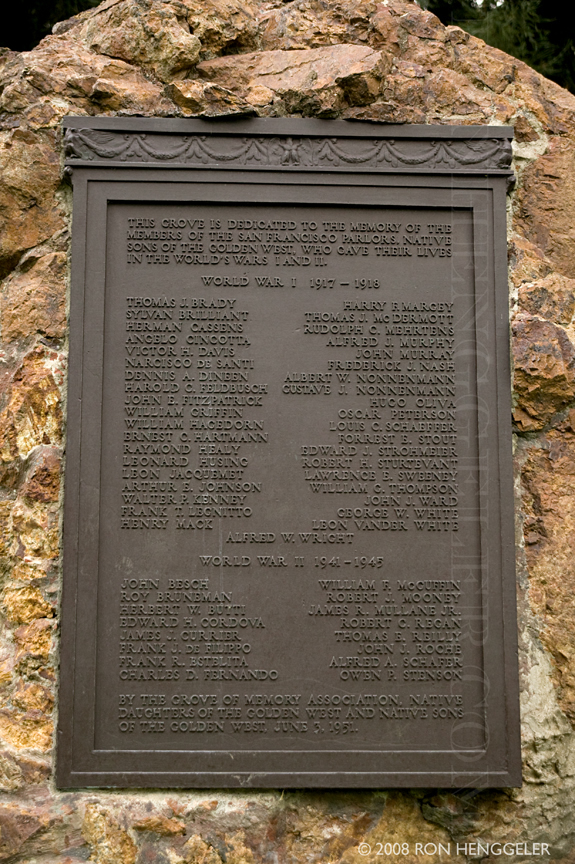 THIS GROVE IS DEDICATED TO THE MEMORY OF THE
MEMBERS OF THE SAN FRANCISCO PARLORS, NATIVE
SONS OF THE GOLDEN WEST, WHO GAVE THEIR LIVES
IN THE WORLD'S WARS I AND II.
WORLD WAR I 1917 – 1918
THOMAS J. BRADY HARRY F. MARCEY
SYLVAN BRILLIANT THOMAS J. McDERMOTT
HERMAN CASSENS RUDOLPH C. MEHRTENS
ANGELO CINCOTTA ALFRED J. MURPHY
VICTOR H. DAVIS JOHN MURRAY
NARCISO DE SANTI FREDERICK J. NASH
DENNIS A. DINEEN ALBERT W. NONNENMANN
HAROLD C. FELDBUSCH GUSTAVE J. NONNENMANN
JOHN E. FITZPATRICK HUGO OLIVA
WILLIAM GRIFFIN OSCAR PETERSON
WILLIAM HAGEDORN LOUIS C. SCHAEFFER
ERNEST O. HARTMANN FORREST E. STOUT
RAYMOND HEALY EDWARD J. STROHMEIER
LEONARD HUSING ROBERT H. STURTEVANT
LEON JACQUEMET LAWRENCE B. SWEENEY
ARTHUR E. JOHNSON WILLIAM A. THOMPSON
WALTER P. KENNEY JOHN J. WARD
FRANK T. LEONITTO GEORGE W. WHITE
HENRY MACK LEON VANDER WHITE
ALFRED W. WRIGHT
WORLD WAR II 1941 – 1945
JOHN BESCH WILLIAM F. McGUFFIN
ROY BRUNEMAN ROBERT T. MOONEY
HERBERT W. BUTTI JAMES R. MULLANE JR.
EDWARD H. CORDOVA ROBERT C. REGAN
JAMES J. CURRIER THOMAS E. REILLY
FRANK J. DE FILIPPO JOHN J. ROCHE
FRANK R. ESTELITA ALFRED A. SCHAFER
CHARLES D. FERNANDO OWEN P. STENSON
BY THE GROVE OF MEMORY ASSOCIATION, NATIVE
DAUGHTERS OF THE GOLDEN WEST AND NATIVE SONS
OF THE GOLDEN WEST, JUNE 3, 1951.
© 2008 RON HENGGELER